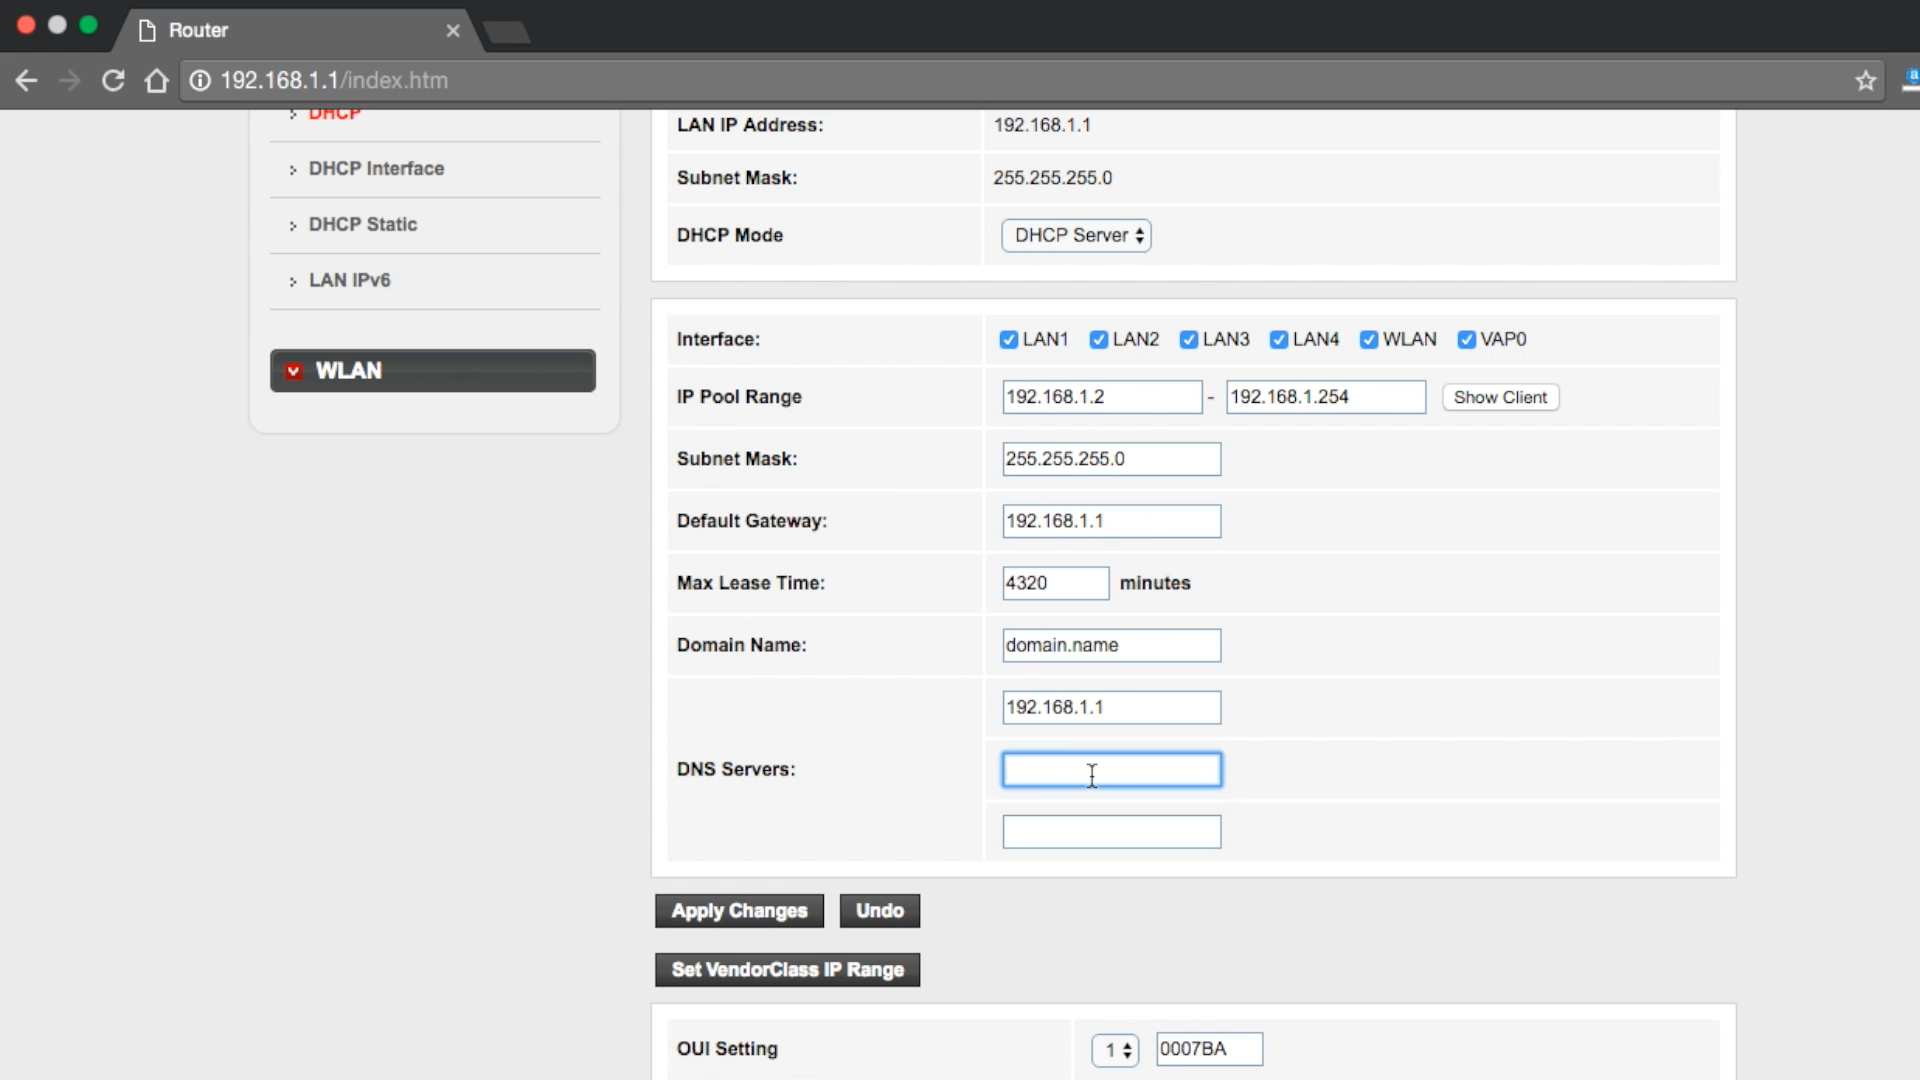 Router
192.168.1.1/index.htm
DHCP
DHCP Interface
DHCP Static
LAN IPv6
WLAN
LAN IP Address: 192.168.1.1
Subnet Mask: 255.255.255.0
DHCP Mode DHCP Server
Interface: LAN1 LAN2 LAN3 LAN4 WLAN VAP0
IP Pool Range 192.168.1.2 - 192.168.1.254 Show Client
Subnet Mask: 255.255.255.0
Default Gateway: 192.168.1.1
Max Lease Time: 4320 minutes
Domain Name: domain.name
192.168.1.1
DNS Servers:
Apply Changes Undo
Set VendorClass IP Range
OUI Setting 1 0007BA